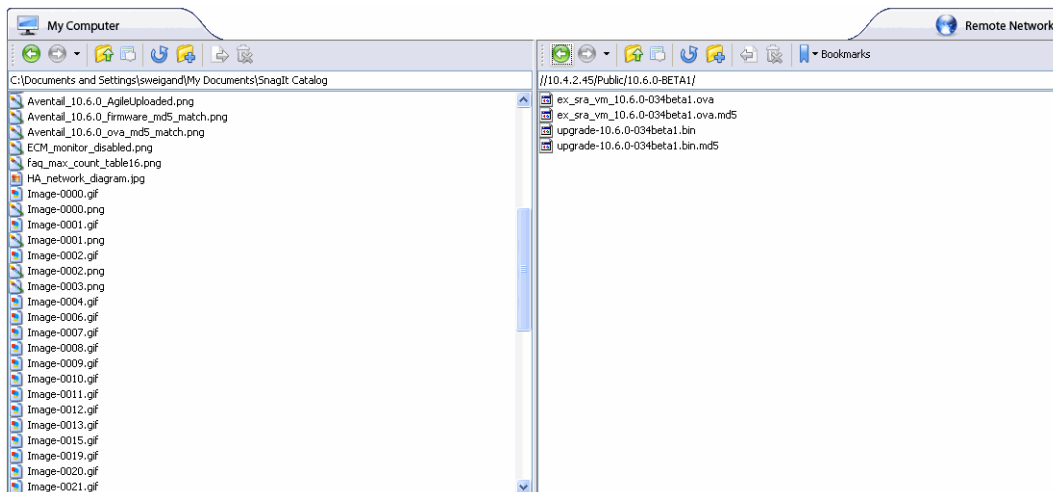 My Computer
Remote Network
Bookmarks
C:\Documents and Settings\sweigand\My Documents\SnagIt Catalog
Aventail_10.6.0_AgileUploaded.png
Aventail_10.6.0_firmware_md5_match.png
Aventail_10.6.0_ova_md5_match.png
ECM_monitor_disabled.png
faq_max_count_table16.png
HA_network_diagram.jpg
Image-0000.gif
Image-0000.png
Image-0001.gif
Image-0001.png
Image-0002.gif
Image-0002.png
Image-0003.png
Image-0004.gif
Image-0006.gif
Image-0007.gif
Image-0008.gif
Image-0009.gif
Image-0010.gif
Image-0011.gif
Image-0012.gif
Image-0013.gif
Image-0015.gif
Image-0019.gif
Image-0020.gif
Image-0021.gif
//10.4.2.45/Public/10.6.0-BETA1/
ex_sra_vm_10.6.0-034beta1.ova
ex_sra_vm_10.6.0-034beta1.ova.md5
upgrade-10.6.0-034beta1.bin
upgrade-10.6.0-034beta1.bin.md5